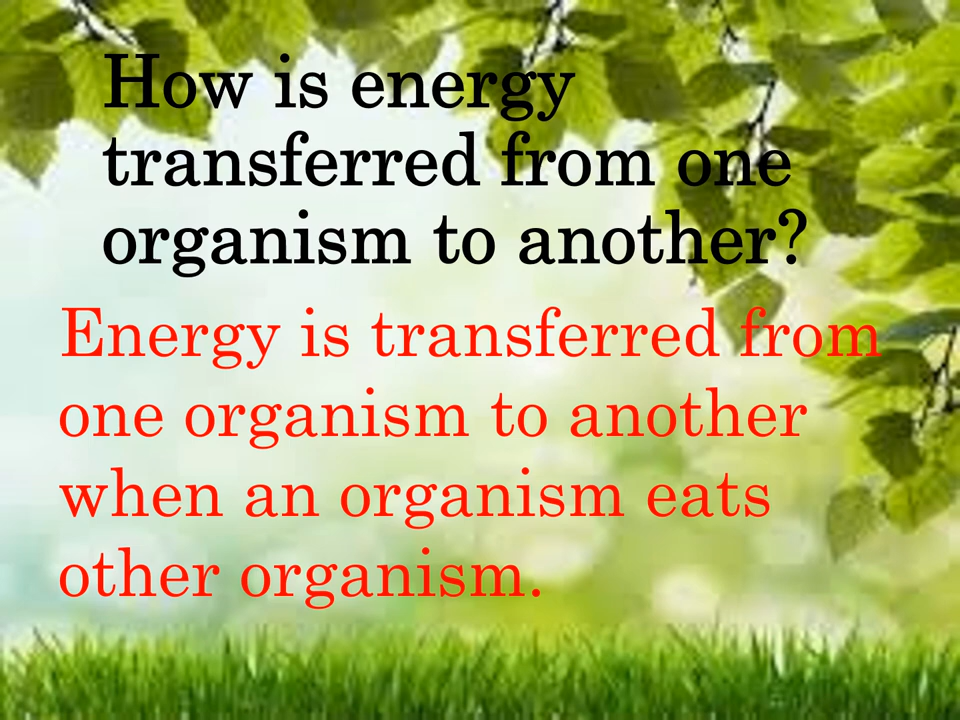 How is energy
transferred from one
organism to another?
Energy is transferred from
one organism to another
when an organism eats
other organism.